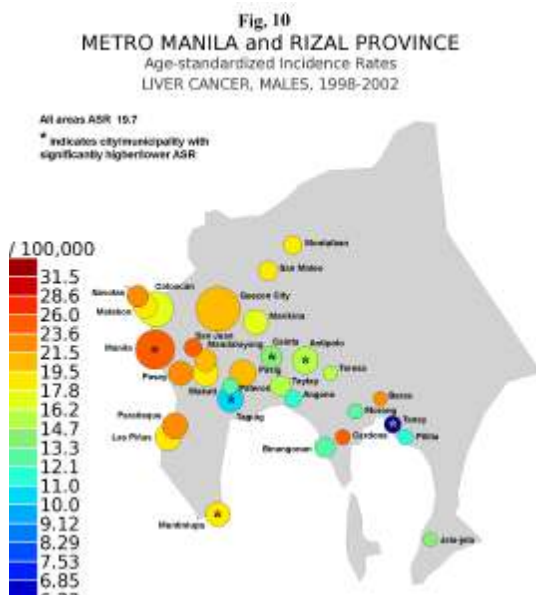 Fig. 10
METRO MANILA and RIZAL PROVINCE
Age-standardized Incidence Rates
LIVER CANCER, MALES, 1998-2002
All areas ASR 19.7
* indicates city/municipality with
significantly higher/lower ASR
/ 100,000
31.5
28.6
26.0
23.6
21.5
19.5
17.8
16.2
14.7
13.3
12.1
11.0
10.0
9.12
8.29
7.53
6.85
Montalban
San Mateo
Navotas
Caloocan
Quezon City
Malabon
Marikina
San Juan
Manila
Mandaluyong
Cainta
Antipolo
Pasay
Makati
Pasig
Teresa
Pateros
Taytay
Angono
Taguig
Baras
Morong
Tanay
Paranaque
Las Piñas
Cardona
Pililla
Binangonan
Muntinlupa
Jala-jala